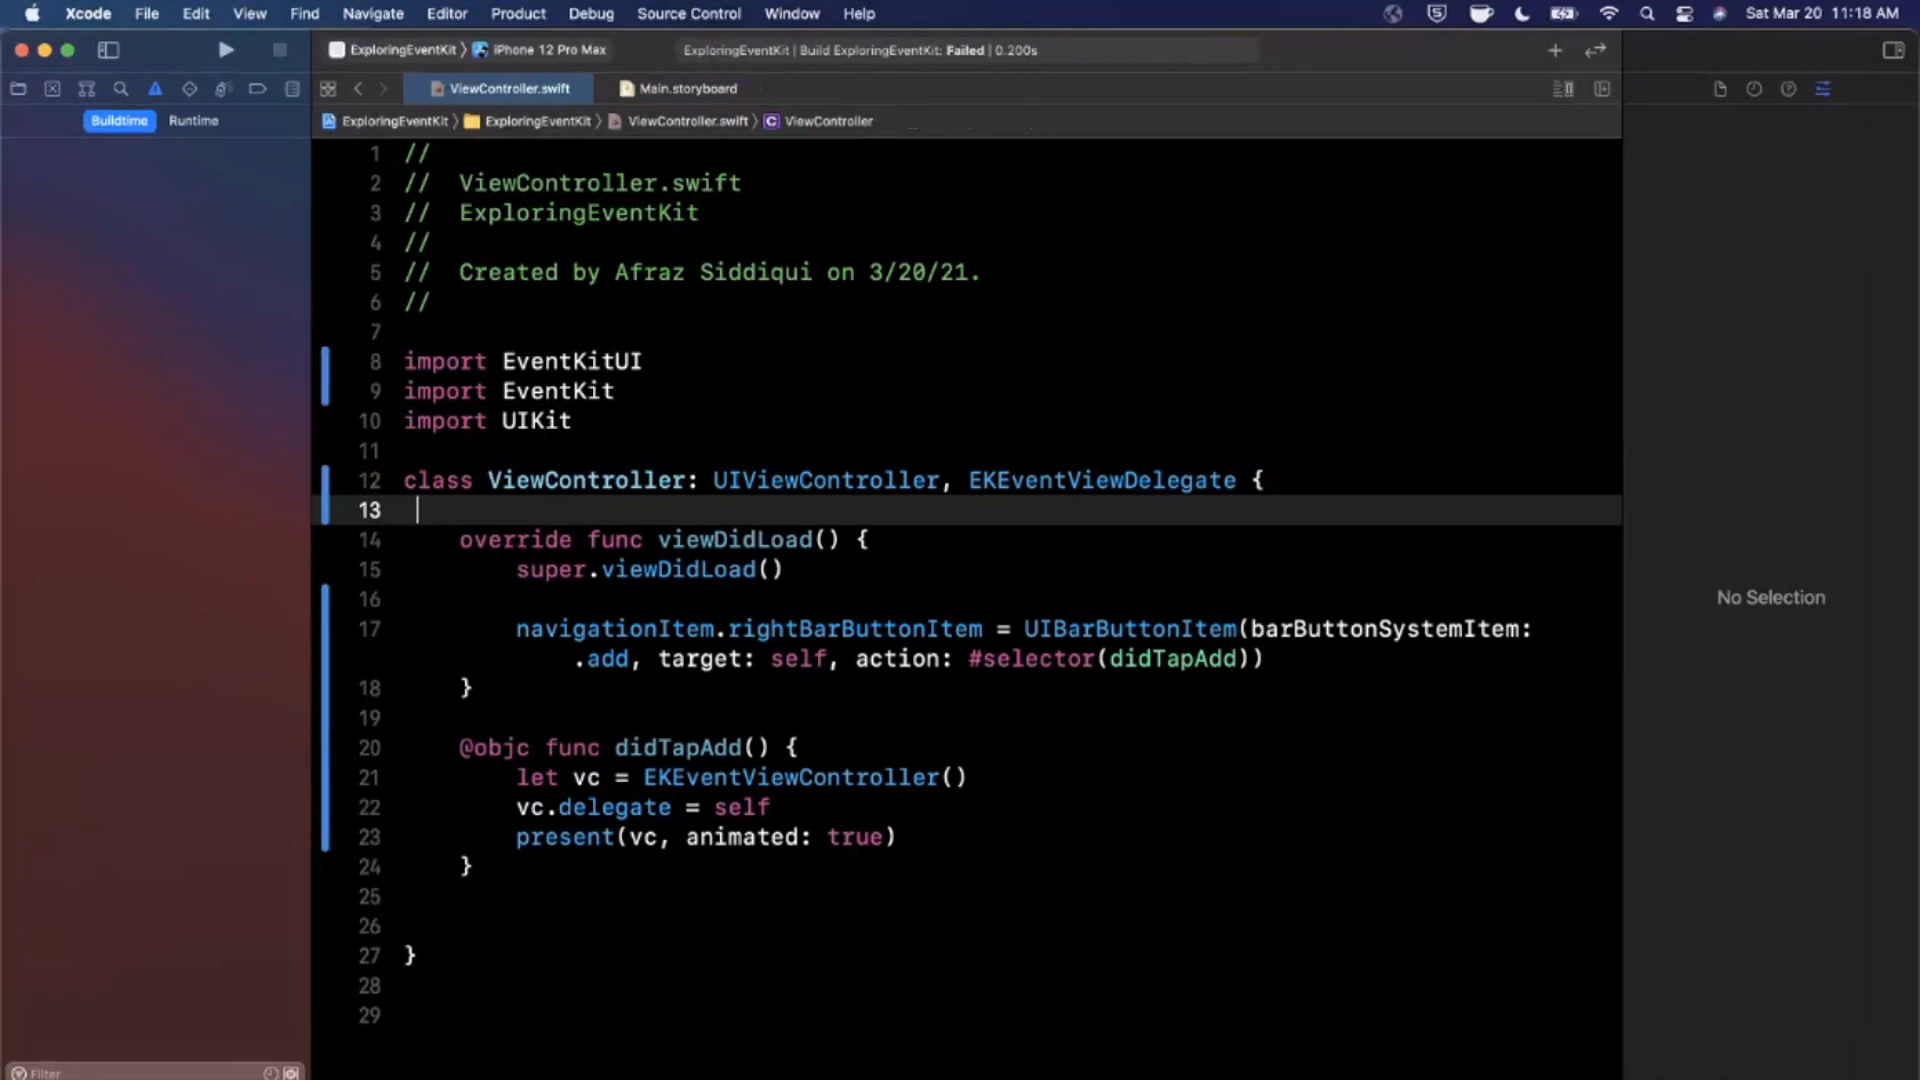 Xcode File Edit View Find Navigate Editor Product Debug Source Control Window Help Sat Mar 20 11:18 AM
ExploringEventKit iPhone 12 Pro Max ExploringEventKit | Build ExploringEventKit: Failed | 0.200s
ViewController.swift Main.storyboard
Buildtime Runtime ExploringEventKit ExploringEventKit ViewController.swift C ViewController
1 //
2 //  ViewController.swift
3 //  ExploringEventKit
4 //
5 //  Created by Afraz Siddiqui on 3/20/21.
6 //
7
8 import EventKitUI
9 import EventKit
10 import UIKit
11
12 class ViewController: UIViewController, EKEventViewDelegate {
13
14     override func viewDidLoad() {
15         super.viewDidLoad()
16
17         navigationItem.rightBarButtonItem = UIBarButtonItem(barButtonSystemItem:
            .add, target: self, action: #selector(didTapAdd))
18     }
19
20     @objc func didTapAdd() {
21         let vc = EKEventViewController()
22         vc.delegate = self
23         present(vc, animated: true)
24     }
25
26
27 }
28
29
No Selection
Filter